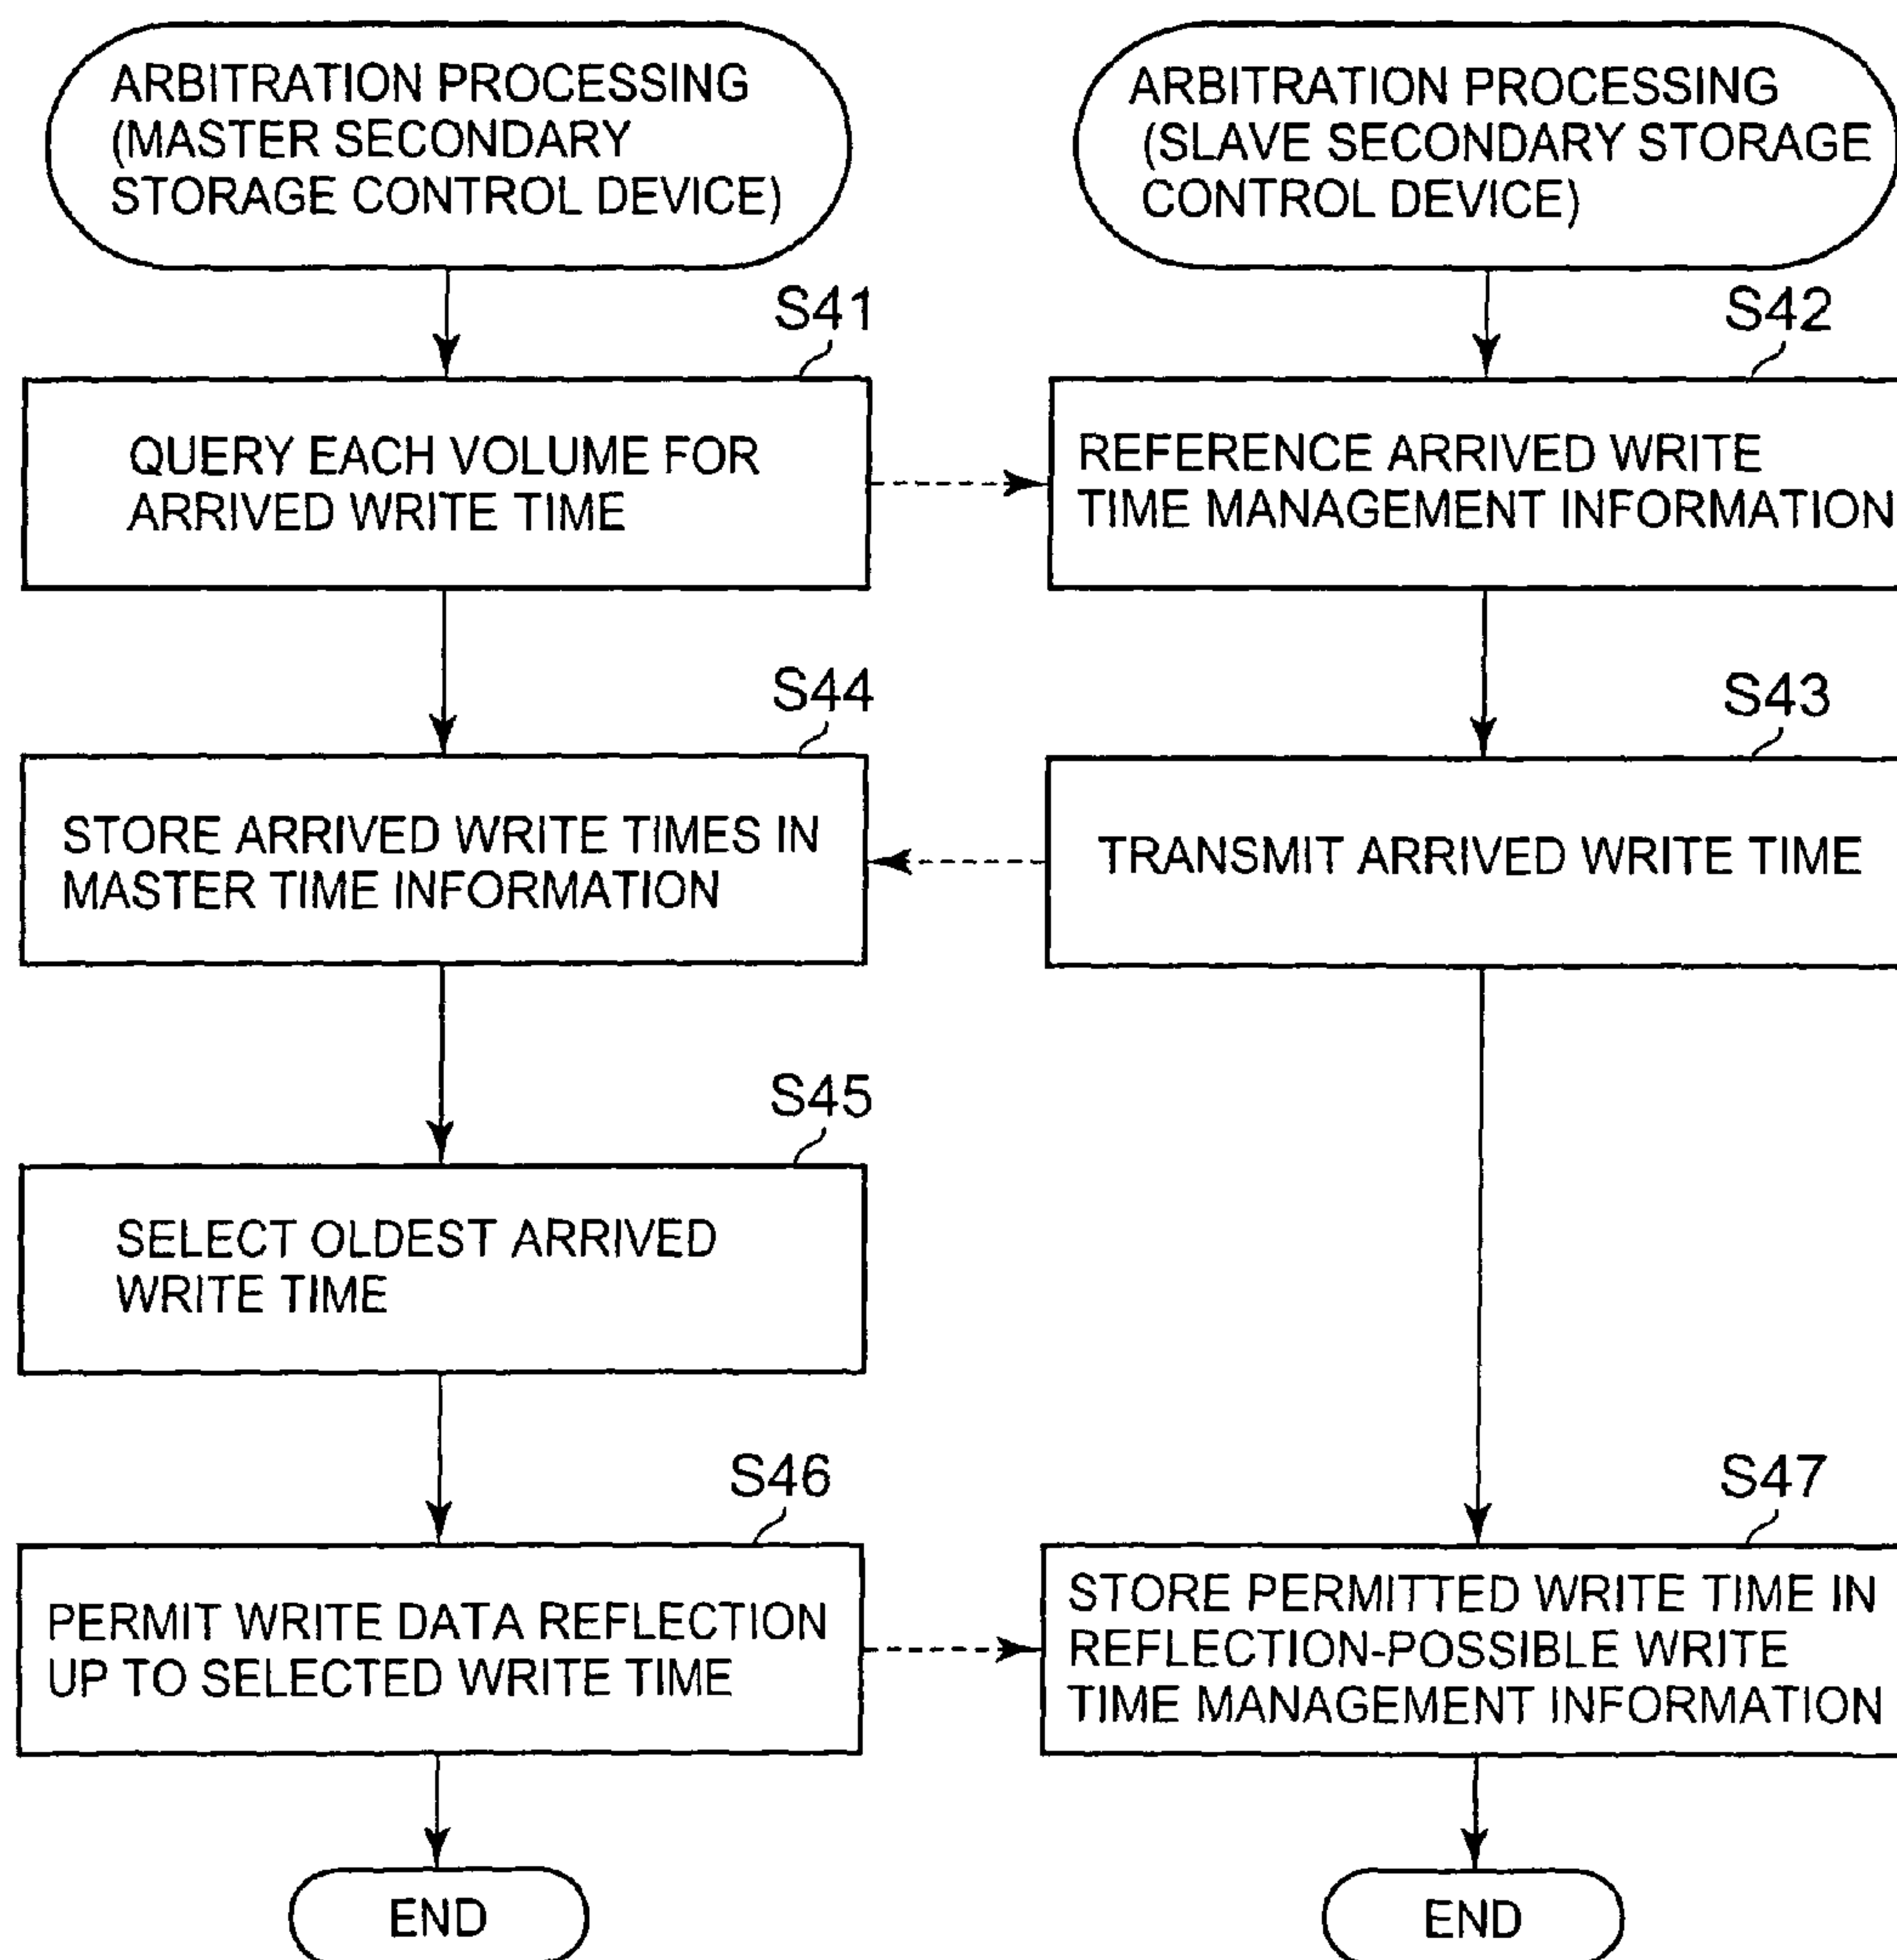 ARBITRATION PROCESSING
(MASTER SECONDARY
STORAGE CONTROL DEVICE)
ARBITRATION PROCESSING
(SLAVE SECONDARY STORAGE
CONTROL DEVICE)
S41
QUERY EACH VOLUME FOR
ARRIVED WRITE TIME
S42
REFERENCE ARRIVED WRITE
TIME MANAGEMENT INFORMATION
S44
STORE ARRIVED WRITE TIMES IN
MASTER TIME INFORMATION
S43
TRANSMIT ARRIVED WRITE TIME
S45
SELECT OLDEST ARRIVED
WRITE TIME
S46
PERMIT WRITE DATA REFLECTION
UP TO SELECTED WRITE TIME
S47
STORE PERMITTED WRITE TIME IN
REFLECTION-POSSIBLE WRITE
TIME MANAGEMENT INFORMATION
END
END